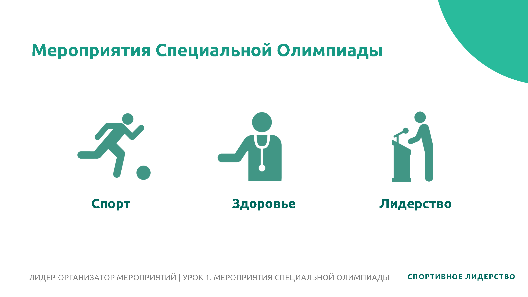 Мероприятия Специальной Олимпиады
Спорт
Здоровье
Лидерство
ЛИДЕР-ОРГАНИЗАТОР МЕРОПРИЯТИЙ | УРОК 1. МЕРОПРИЯТИЯ СПЕЦИАЛЬНОЙ ОЛИМПИАДЫ
СПОРТИВНОЕ ЛИДЕРСТВО